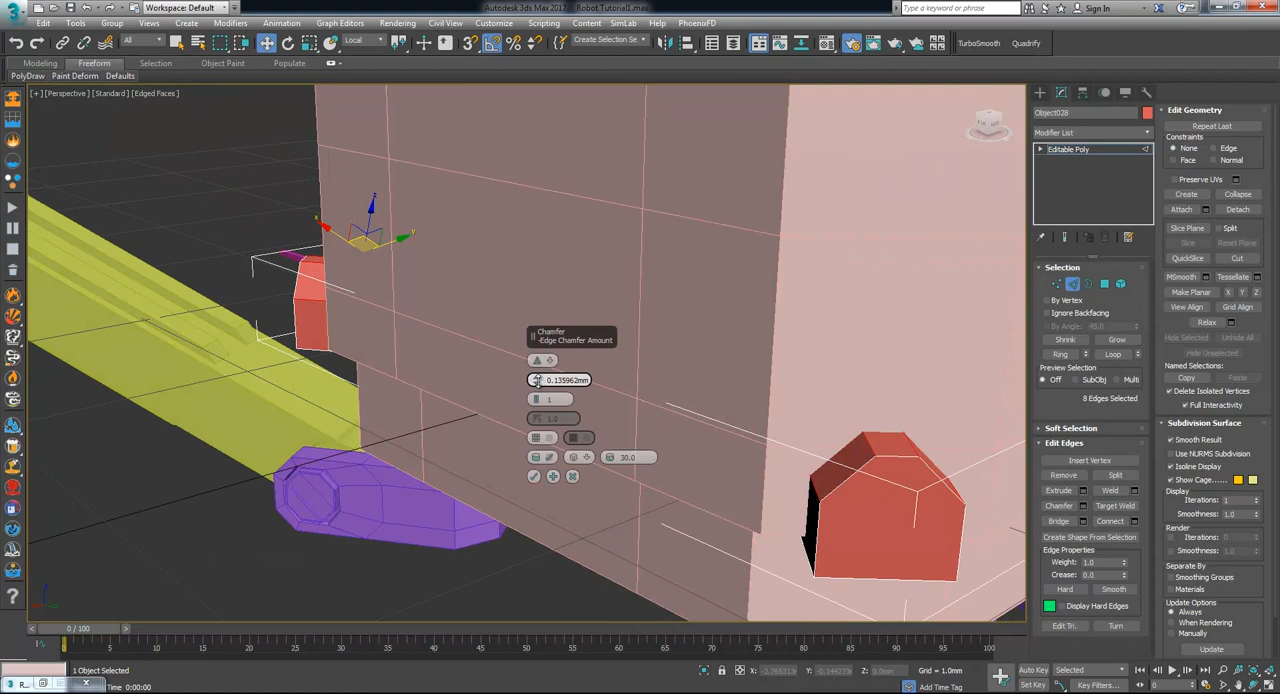 Workspace: Default
Autodesk 3ds Max 2017
Robot Tutorial1.max
Type a keyword or phrase
Sign In
Edit
Tools
Group
Views
Create
Modifiers
Animation
Graph Editors
Rendering
Civil View
Customize
Scripting
Content
SimLab
Help
PhoenixFD
All
Local
Create Selection Se
TurboSmooth
Quadrify
Modeling
Freeform
Selection
Object Paint
Populate
PolyDraw
Paint Deform
Defaults
[+] [Perspective] [Standard] [Edged Faces]
x
y
z
Chamfer
-Edge Chamfer Amount
0.135962mm
1
1.0
30.0
Object028
Modifier List
Editable Poly
Selection
By Vertex
Ignore Backfacing
By Angle: 45.0
Shrink
Grow
Ring
Loop
Preview Selection
Off
SubObj
Multi
8 Edges Selected
Soft Selection
Edit Edges
Insert Vertex
Remove
Split
Extrude
Weld
Chamfer
Target Weld
Bridge
Connect
Create Shape From Selection
Edge Properties
Weight: 1.0
Crease: 0.0
Hard
Smooth
Display Hard Edges
Edit Tri.
Turn
Edit Geometry
Repeat Last
Constraints
None
Edge
Face
Normal
Preserve UVs
Create
Collapse
Attach
Detach
Slice Plane
Split
Slice
Reset Plane
QuickSlice
Cut
MSmooth
Tessellate
Make Planar
X
Y
Z
View Align
Grid Align
Relax
Hide Selected
Unhide All
Hide Unselected
Named Selections:
Copy
Paste
Delete Isolated Vertices
Full Interactivity
Subdivision Surface
Smooth Result
Use NURMS Subdivision
Isoline Display
Show Cage......
Display
Iterations: 1
Smoothness: 1.0
Render
Iterations: 0
Smoothness: 1.0
Separate By
Smoothing Groups
Materials
Update Options
Always
When Rendering
Manually
Update
0 / 100
0
5
10
15
20
25
30
35
40
45
50
55
60
65
70
75
80
85
90
95
100
1 Object Selected
X:
Y:
Z: 0.0mm
Grid = 1.0mm
Add Time Tag
Auto Key
Selected
Set Key
Key Filters...
0
R...
Time 0:00:00